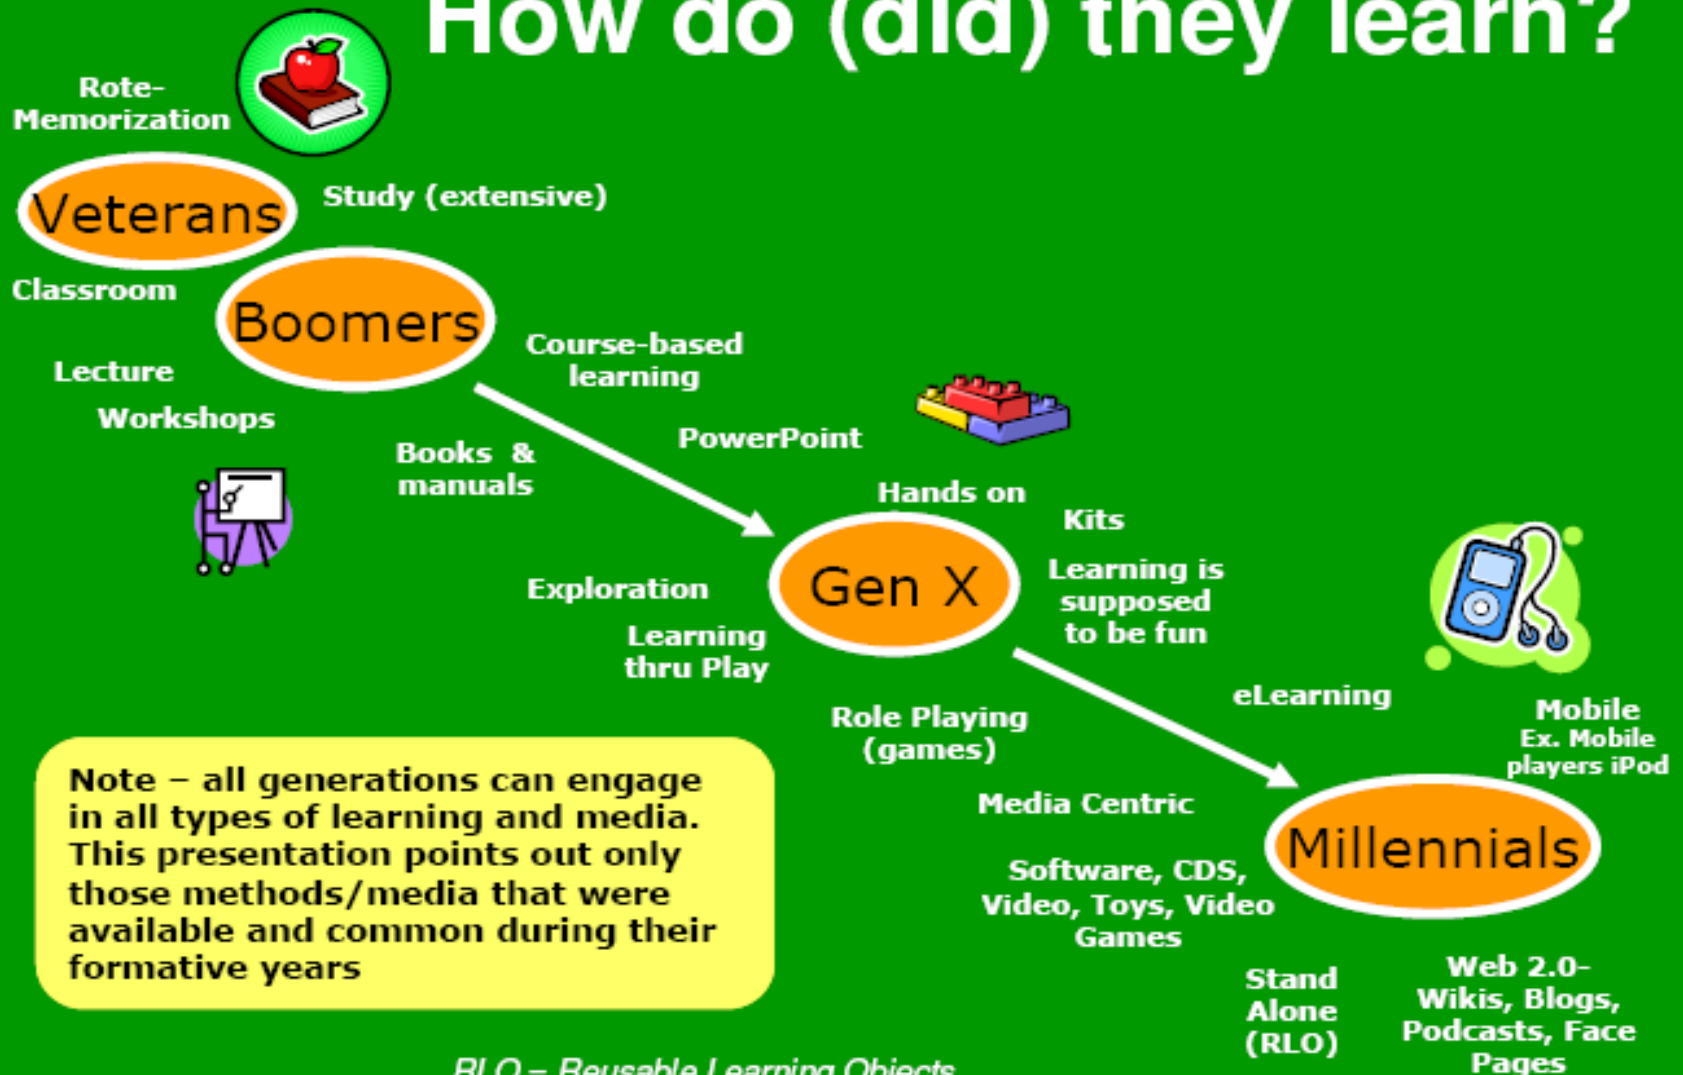 How do (did) they learn?
Rote-
Memorization
Veterans
Study (extensive)
Classroom
Boomers
Lecture
Workshops
Course-based
learning
Books &
manuals
PowerPoint
Hands on
Kits
Gen X
Exploration
Learning
thru Play
Learning is
supposed
to be fun
Role Playing
(games)
eLearning
Mobile
Ex. Mobile
players iPod
Media Centric
Millennials
Software, CDS,
Video, Toys, Video
Games
Stand
Alone
(RLO)
Web 2.0-
Wikis, Blogs,
Podcasts, Face
Pages
Note – all generations can engage
in all types of learning and media.
This presentation points out only
those methods/media that were
available and common during their
formative years
RLO – Reusable Learning Objects